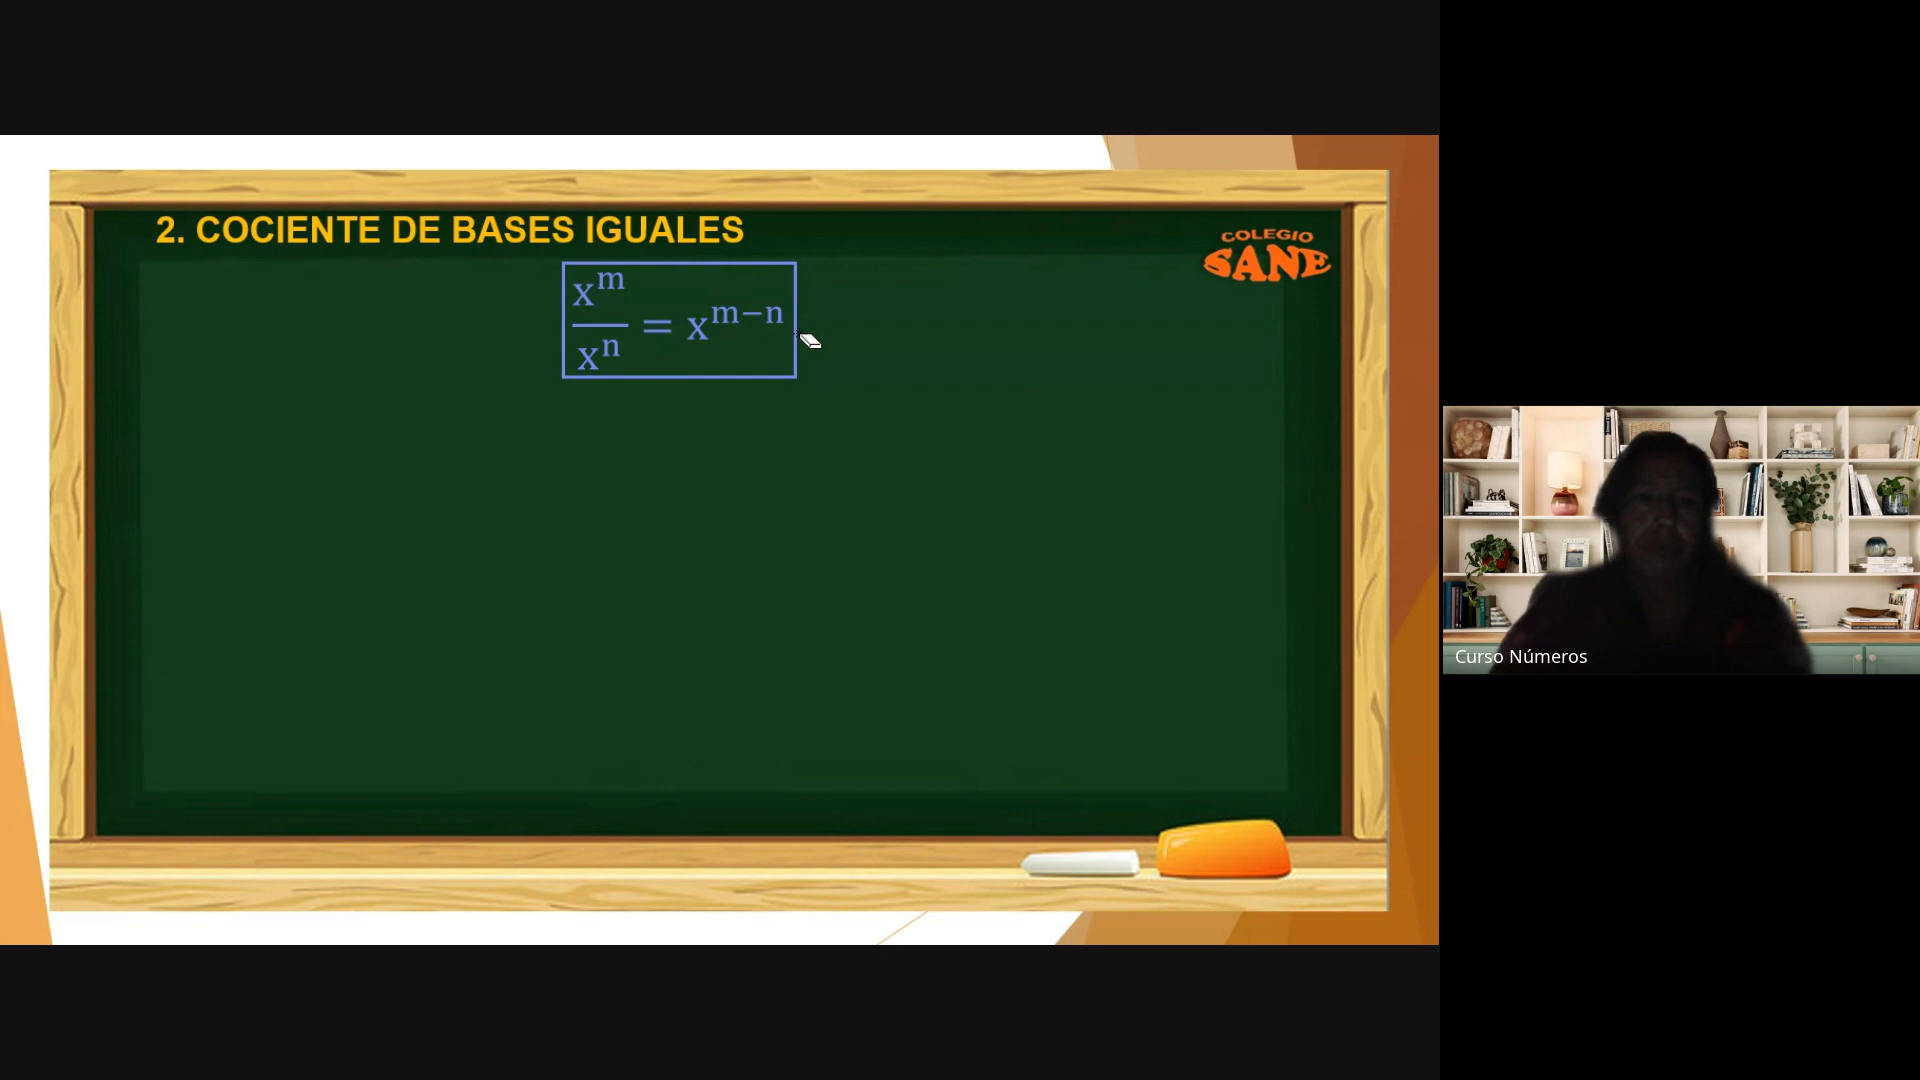 2. COCIENTE DE BASES IGUALES
COLEGIO
SANE
x^m / x^n = x^{m−n}
Curso Números